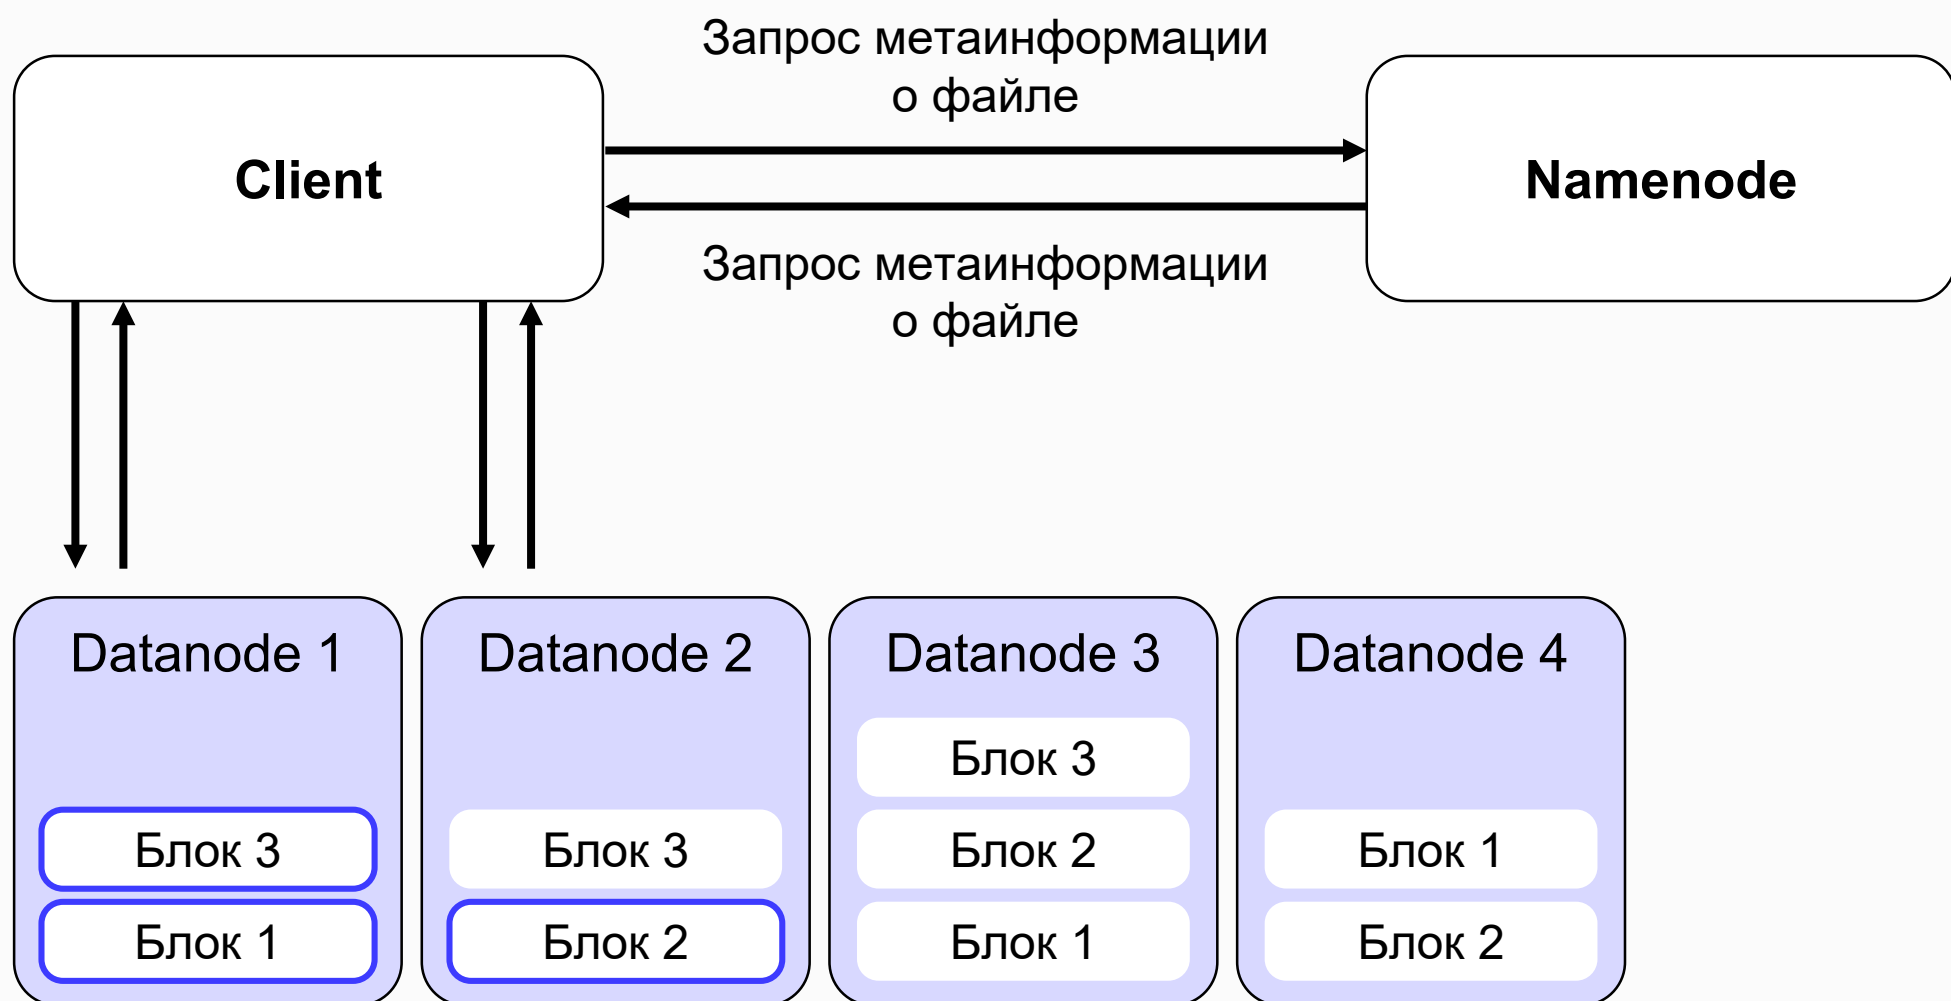 Запрос метаинформации
о файле
Client
Namenode
Запрос метаинформации
о файле
Datanode 1
Datanode 2
Datanode 3
Datanode 4
Блок 3
Блок 3
Блок 3
Блок 2
Блок 1
Блок 1
Блок 2
Блок 1
Блок 2